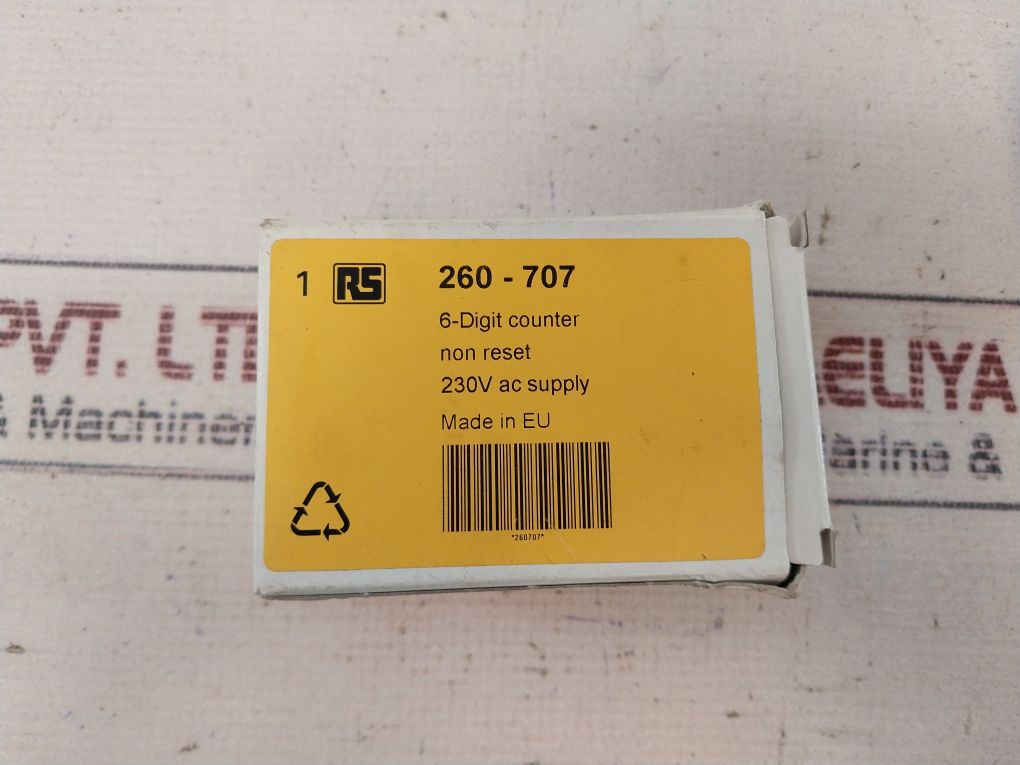 1 RS 260 - 707
6-Digit counter
non reset
230V ac supply
Made in EU
*260707*
PVT. LT
ELIYA
& Machiner
arine &